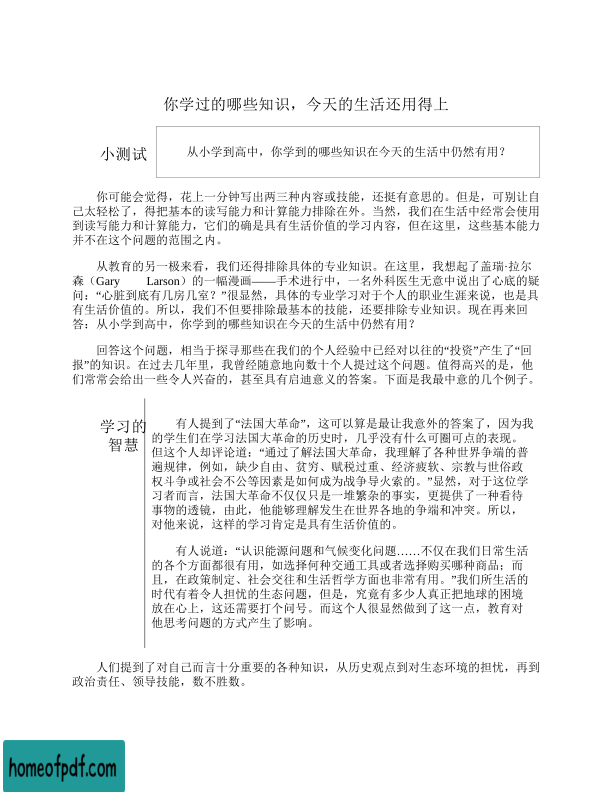 你学过的哪些知识，今天的生活还用得上
小测试
从小学到高中，你学到的哪些知识在今天的生活中仍然有用？
你可能会觉得，花上一分钟写出两三种内容或技能，还挺有意思的。但是，可别让自
己太轻松了，得把基本的读写能力和计算能力排除在外。当然，我们在生活中经常会使用
到读写能力和计算能力，它们的确是具有生活价值的学习内容，但在这里，这些基本能力
并不在这个问题的范围之内。
从教育的另一极来看，我们还得排除具体的专业知识。在这里，我想起了盖瑞·拉尔
森（Gary Larson）的一幅漫画——手术进行中，一名外科医生无意中说出了心底的疑
问：“心脏到底有几房几室？”很显然，具体的专业学习对于个人的职业生涯来说，也是具
有生活价值的。所以，我们不但要排除最基本的技能，还要排除专业知识。现在再来回
答：从小学到高中，你学到的哪些知识在今天的生活中仍然有用？
回答这个问题，相当于探寻那些在我们的个人经验中已经对以往的“投资”产生了“回
报”的知识。在过去几年里，我曾经随意地向数十个人提过这个问题。值得高兴的是，他
们常常会给出一些令人兴奋的，甚至具有启迪意义的答案。下面是我最中意的几个例子。
学习的
智慧
有人提到了“法国大革命”，这可以算是最让我意外的答案了，因为我
的学生们在学习法国大革命的历史时，几乎没有什么可圈可点的表现。
但这个人却评论道：“通过了解法国大革命，我理解了各种世界争端的普
遍规律，例如，缺少自由、贫穷、赋税过重、经济疲软、宗教与世俗政
权斗争或社会不公等因素是如何成为战争导火索的。”显然，对于这位学
习者而言，法国大革命不仅仅只是一堆繁杂的事实，更提供了一种看待
事物的透镜，由此，他能够理解发生在世界各地的争端和冲突。所以，
对他来说，这样的学习肯定是具有生活价值的。
有人说道：“认识能源问题和气候变化问题……不仅在我们日常生活
的各个方面都很有用，如选择何种交通工具或者选择购买哪种商品；而
且，在政策制定、社会交往和生活哲学方面也非常有用。”我们所生活的
时代有着令人担忧的生态问题，但是，究竟有多少人真正把地球的困境
放在心上，这还需要打个问号。而这个人很显然做到了这一点，教育对
他思考问题的方式产生了影响。
人们提到了对自己而言十分重要的各种知识，从历史观点到对生态环境的担忧，再到
政治责任、领导技能，数不胜数。
homeofpdf.com